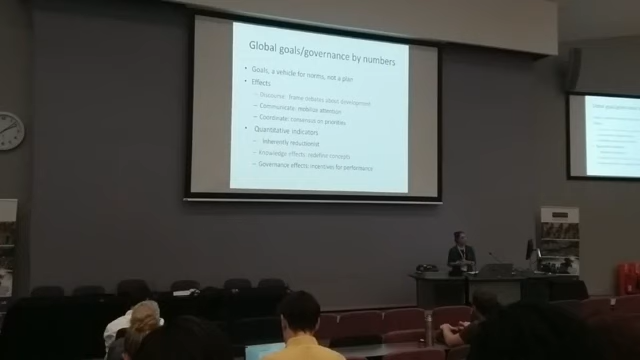 Global goals/governance by numbers
• Goals, a vehicle for norms, not a plan
• Effects
– Discourse: frame debates about development
– Communicate: mobilise attention
– Coordinate: consensus on priorities
• Quantitative indicators
– Inherently reductionist
– Knowledge effects: redefine concepts
– Governance effects: incentives for performance